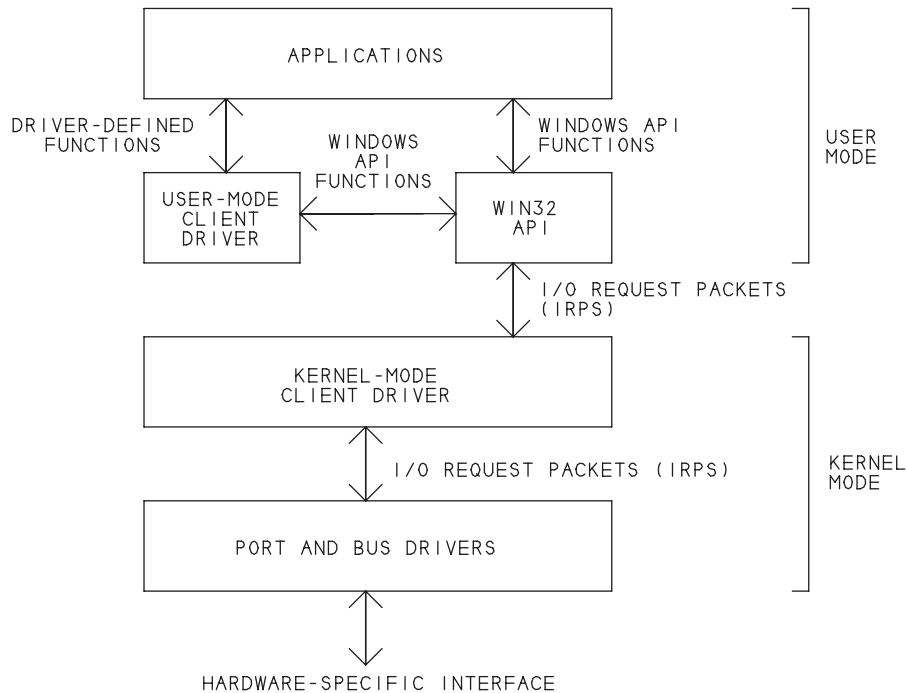 APPLICATIONS
DRIVER-DEFINED
FUNCTIONS
WINDOWS
API
FUNCTIONS
WINDOWS API
FUNCTIONS
USER
MODE
USER-MODE
CLIENT
DRIVER
WIN32
API
I/O REQUEST PACKETS
(IRPS)
KERNEL-MODE
CLIENT DRIVER
I/O REQUEST PACKETS (IRPS)
KERNEL
MODE
PORT AND BUS DRIVERS
HARDWARE-SPECIFIC INTERFACE